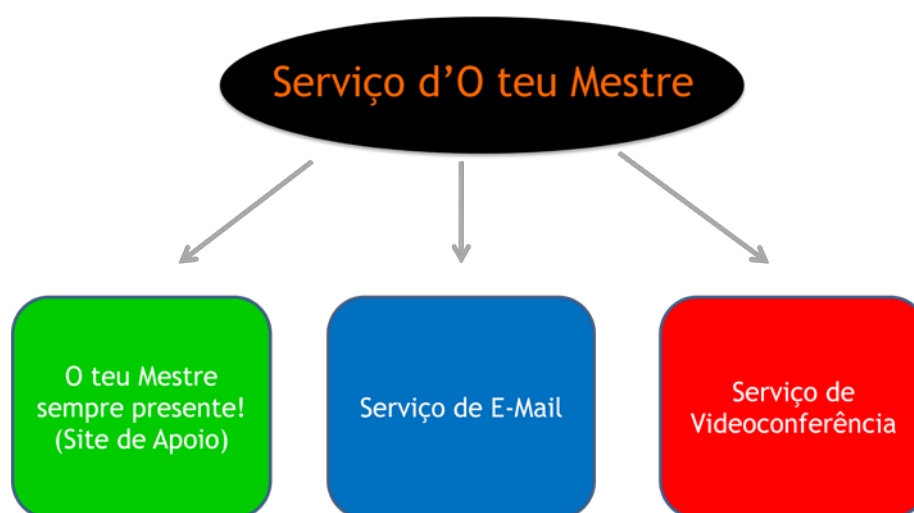 Serviço d’O teu Mestre
O teu Mestre
sempre presente!
(Site de Apoio)
Serviço de E-Mail
Serviço de
Videoconferência